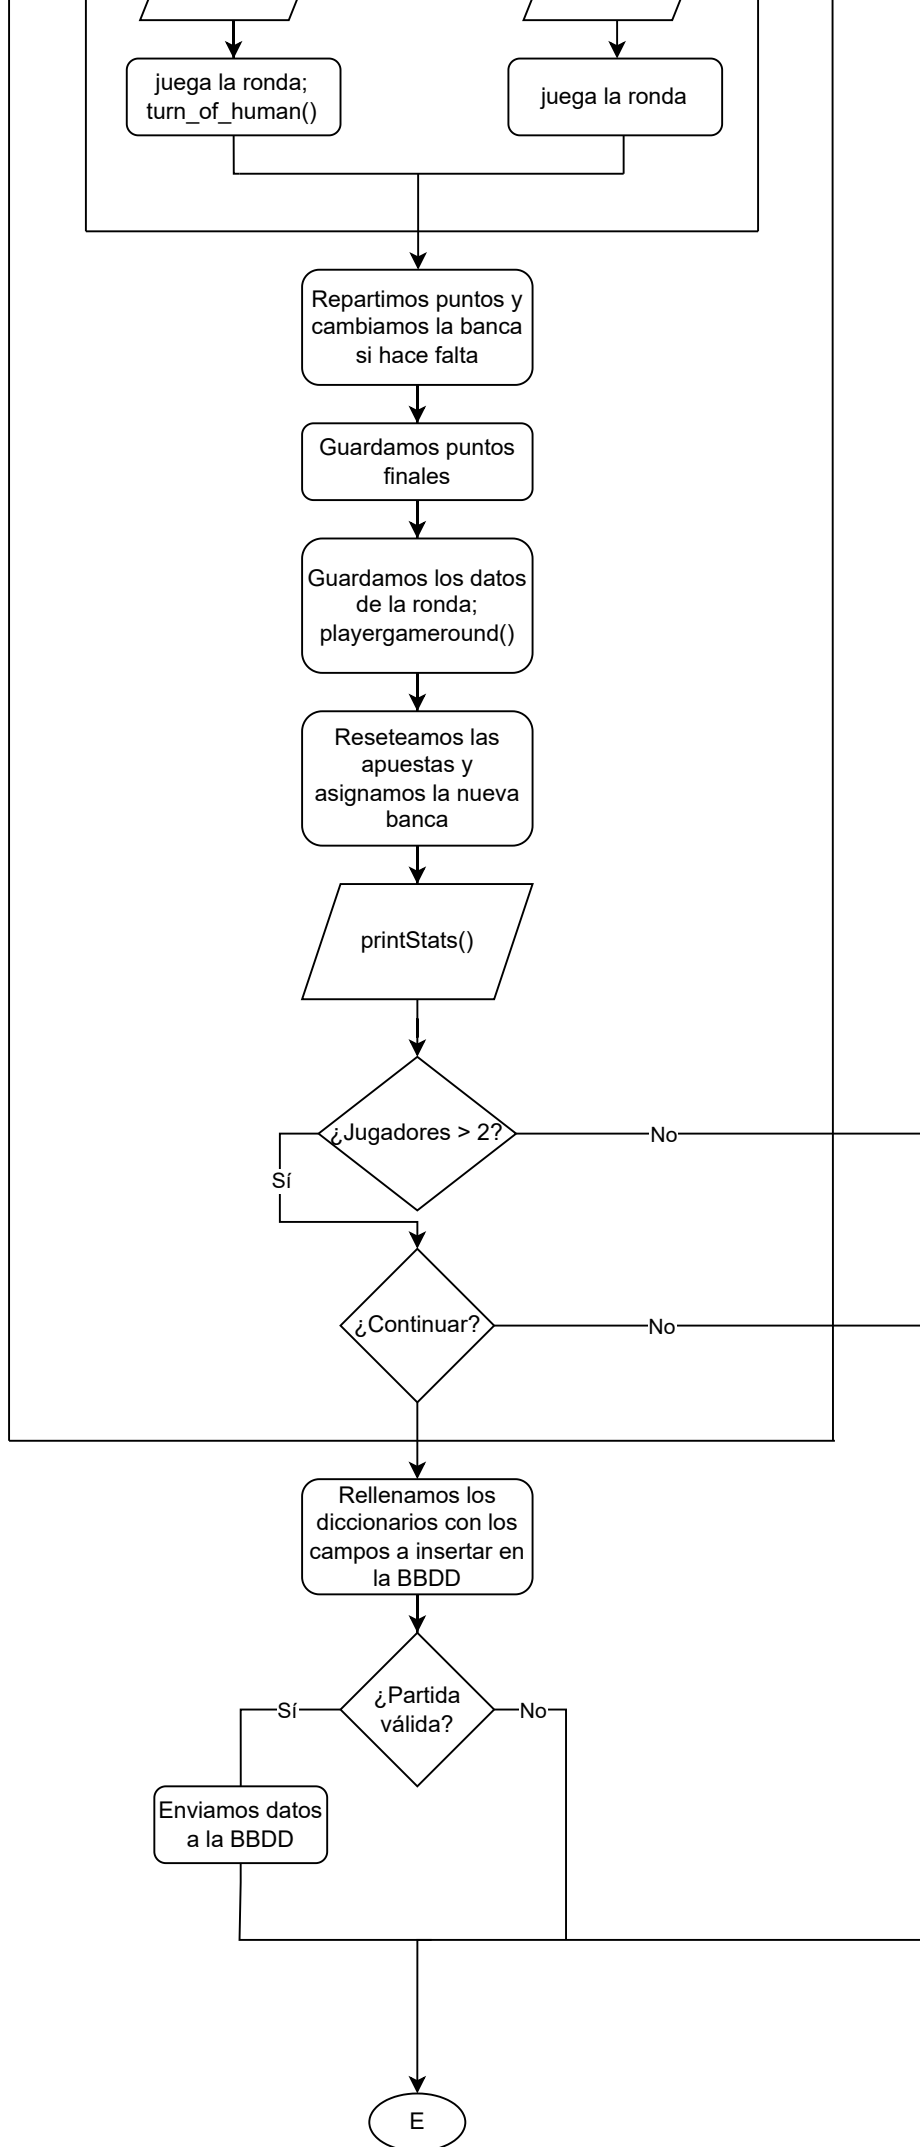 juega la ronda;
turn_of_human()
juega la ronda
Repartimos puntos y
cambiamos la banca
si hace falta
Guardamos puntos
finales
Guardamos los datos
de la ronda;
playergameround()
Reseteamos las
apuestas y
asignamos la nueva
banca
printStats()
¿Jugadores > 2?
No
Sí
¿Continuar?
No
Rellenamos los
diccionarios con los
campos a insertar en
la BBDD
¿Partida
válida?
Sí
No
Enviamos datos
a la BBDD
E